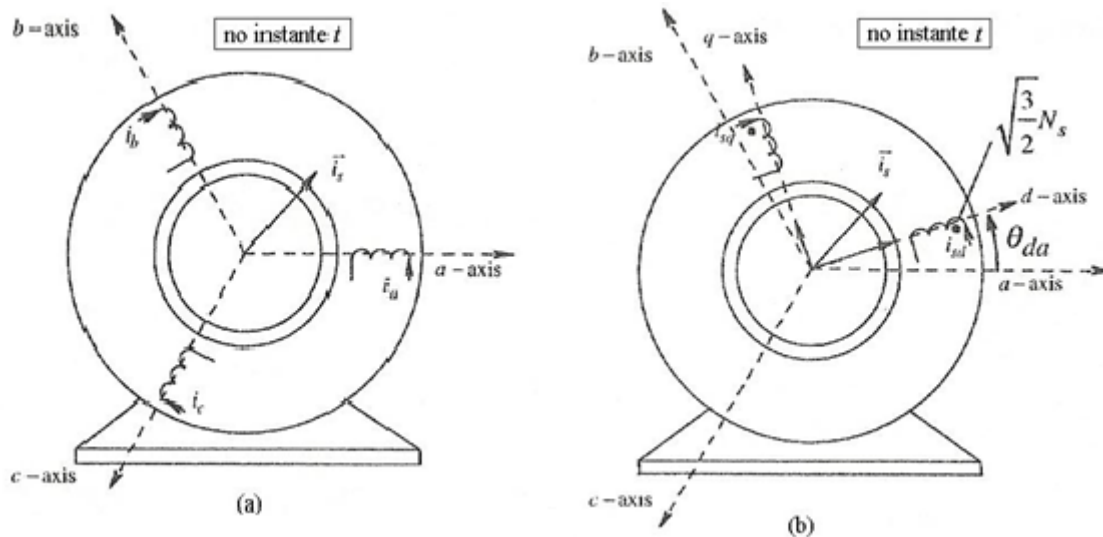 b = axis
no instante t
i_b
i_s
a - axis
i_a
i_c
c - axis
(a)
no instante t
q - axis
b - axis
i_sq
√(3/2) N_s
i_s
d - axis
i_sd
θ_da
a - axis
c - axis
(b)